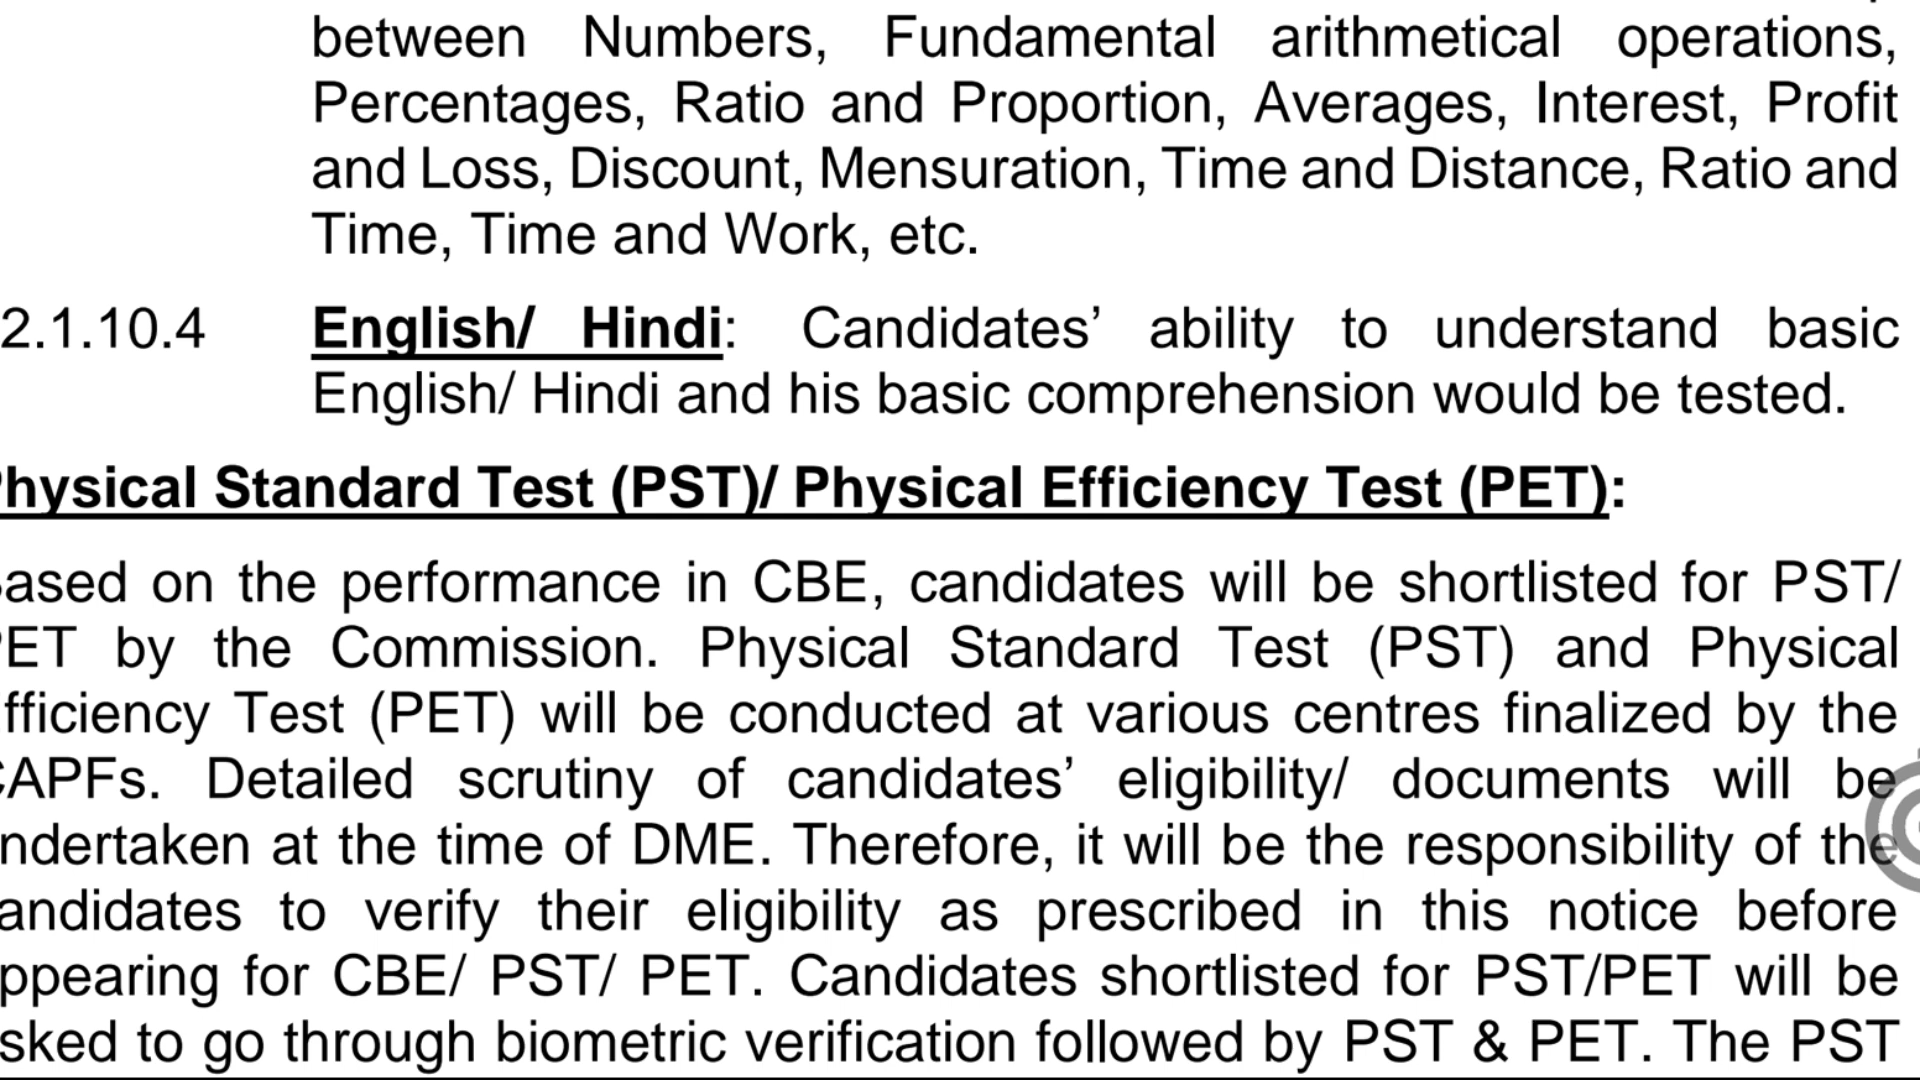 between Numbers, Fundamental arithmetical operations,
Percentages, Ratio and Proportion, Averages, Interest, Profit
and Loss, Discount, Mensuration, Time and Distance, Ratio and
Time, Time and Work, etc.
2.1.10.4 English/ Hindi: Candidates’ ability to understand basic
English/ Hindi and his basic comprehension would be tested.
hysical Standard Test (PST)/ Physical Efficiency Test (PET):
ased on the performance in CBE, candidates will be shortlisted for PST/
ET by the Commission. Physical Standard Test (PST) and Physical
fficiency Test (PET) will be conducted at various centres finalized by the
CAPFs. Detailed scrutiny of candidates’ eligibility/ documents will be
ndertaken at the time of DME. Therefore, it will be the responsibility of the
andidates to verify their eligibility as prescribed in this notice before
ppearing for CBE/ PST/ PET. Candidates shortlisted for PST/PET will be
sked to go through biometric verification followed by PST & PET. The PST